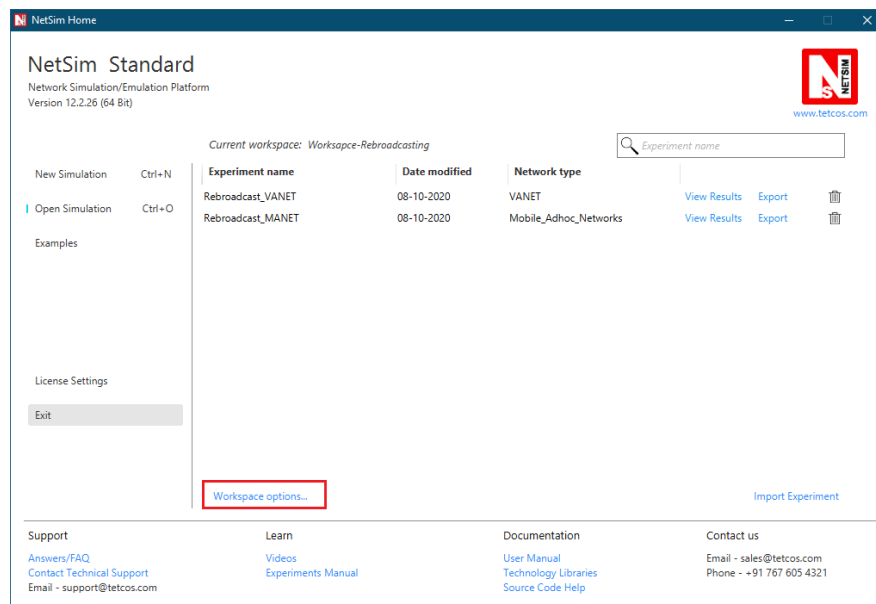 NetSim Home
NetSim Standard
Network Simulation/Emulation Platform
Version 12.2.26 (64 Bit)
NETSIM
NS
www.tetcos.com
Current workspace: Worksapce-Rebroadcasting
Experiment name
New Simulation Ctrl+N
Open Simulation Ctrl+O
Examples
License Settings
Exit
Experiment name Date modified Network type
Rebroadcast_VANET 08-10-2020 VANET View Results Export
Rebroadcast_MANET 08-10-2020 Mobile_Adhoc_Networks View Results Export
Workspace options...
Import Experiment
Support
Answers/FAQ
Contact Technical Support
Email - support@tetcos.com
Learn
Videos
Experiments Manual
Documentation
User Manual
Technology Libraries
Source Code Help
Contact us
Email - sales@tetcos.com
Phone - +91 767 605 4321